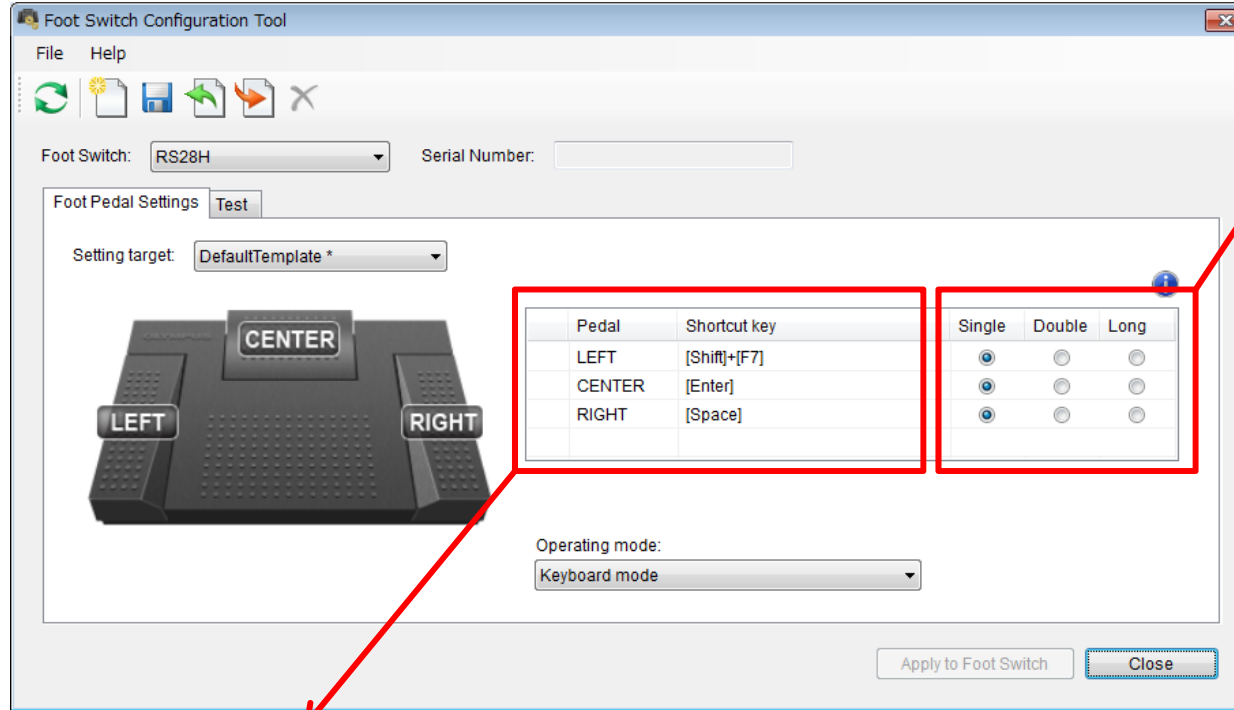 Foot Switch Configuration Tool
File Help
Foot Switch: RS28H Serial Number:
Foot Pedal Settings Test
Setting target: DefaultTemplate *
CENTER
LEFT
RIGHT
Pedal Shortcut key Single Double Long
LEFT [Shift]+[F7]
CENTER [Enter]
RIGHT [Space]
Operating mode:
Keyboard mode
Apply to Foot Switch Close